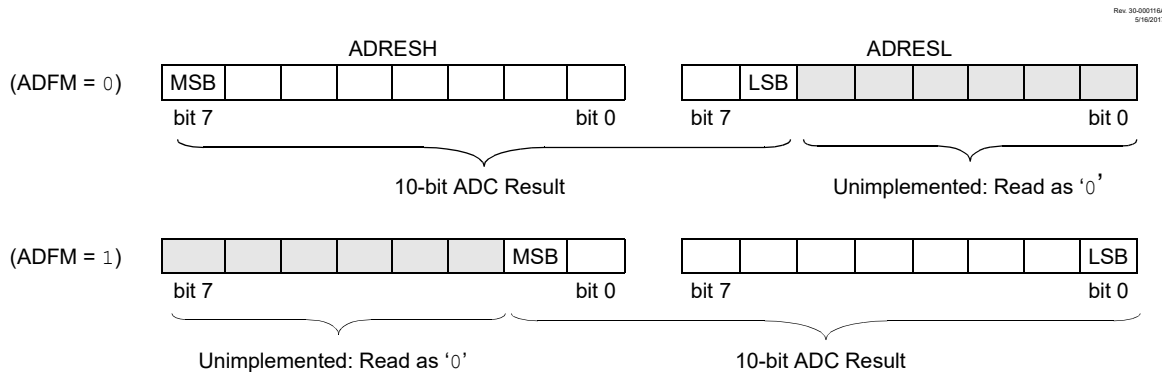 Rev. 30-000116
5/16/201
ADRESH ADRESL
(ADFM = 0) MSB LSB
bit 7 bit 0 bit 7 bit 0
10-bit ADC Result Unimplemented: Read as ‘0’
(ADFM = 1) MSB LSB
bit 7 bit 0 bit 7 bit 0
Unimplemented: Read as ‘0’ 10-bit ADC Result